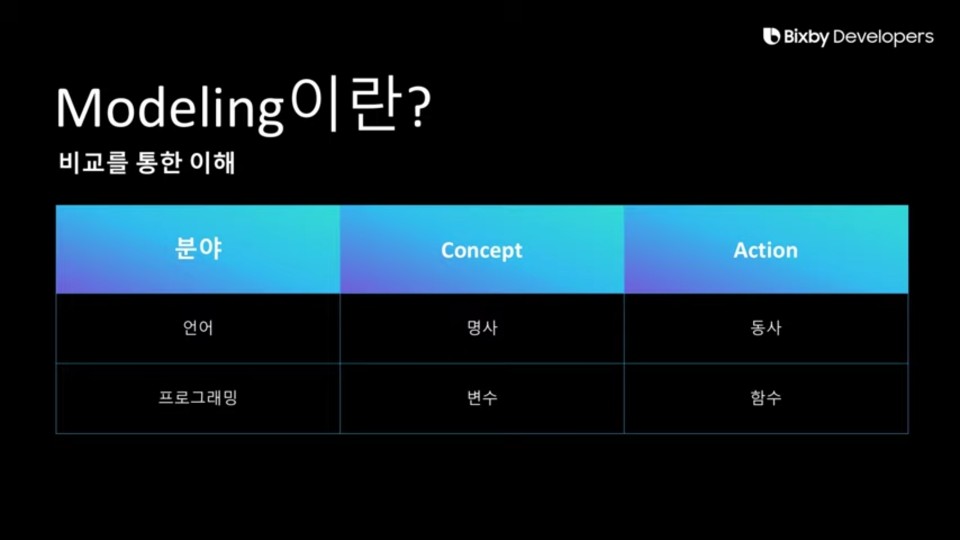 Bixby Developers
Modeling이란?
비교를 통한 이해
분야 Concept Action
언어 명사 동사
프로그래밍 변수 함수